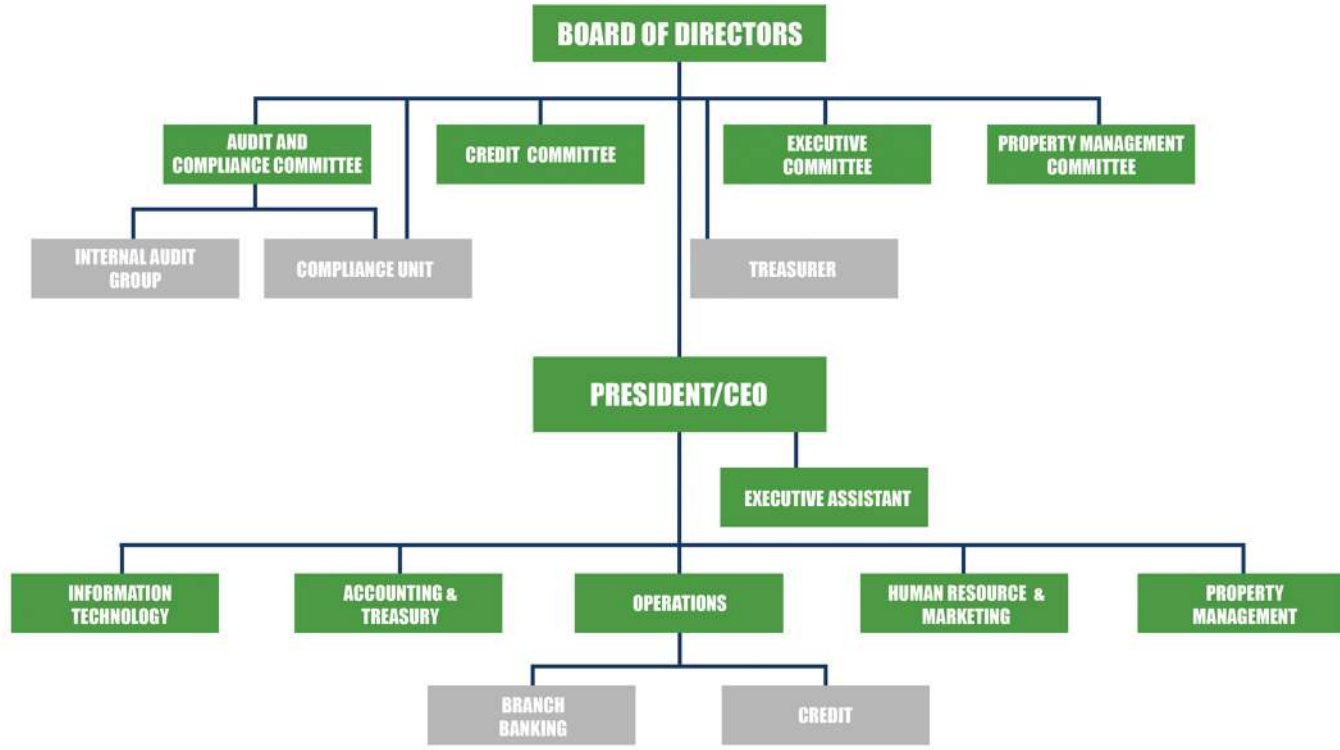 BOARD OF DIRECTORS
AUDIT AND
COMPLIANCE COMMITTEE
CREDIT COMMITTEE
EXECUTIVE
COMMITTEE
PROPERTY MANAGEMENT
COMMITTEE
INTERNAL AUDIT
GROUP
COMPLIANCE UNIT
TREASURER
PRESIDENT/CEO
EXECUTIVE ASSISTANT
INFORMATION
TECHNOLOGY
ACCOUNTING &
TREASURY
OPERATIONS
HUMAN RESOURCE &
MARKETING
PROPERTY
MANAGEMENT
BRANCH
BANKING
CREDIT